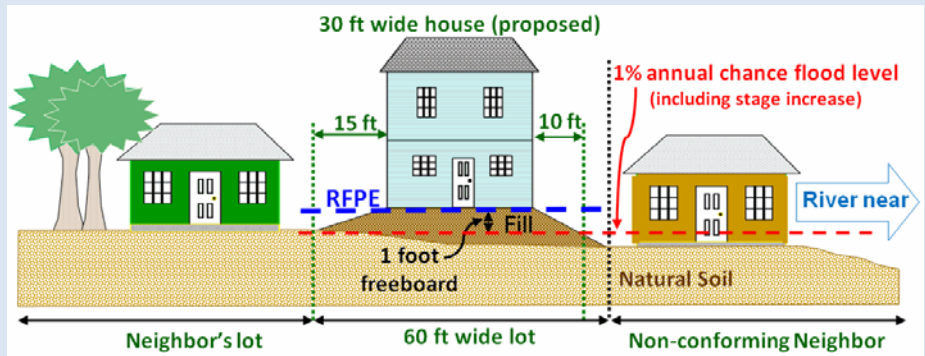 30 ft wide house (proposed)
1% annual chance flood level
(including stage increase)
15 ft
10 ft
RFPE
River near
Fill
1 foot
freeboard
Natural Soil
Neighbor's lot
60 ft wide lot
Non-conforming Neighbor